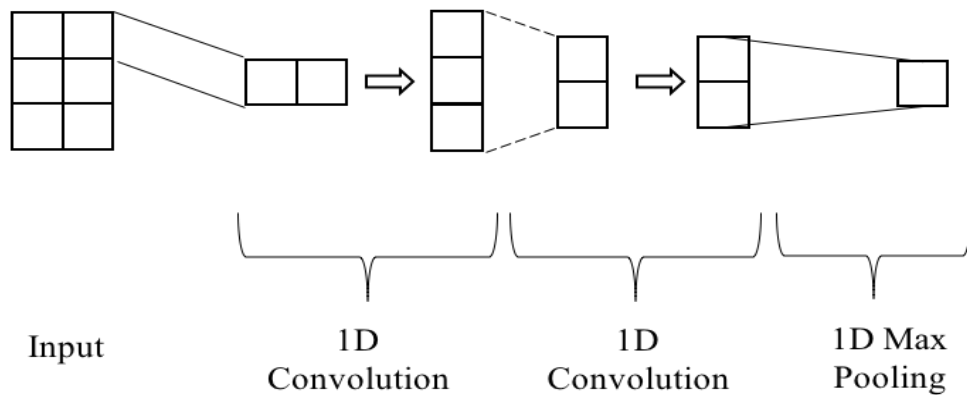 Input
1D
Convolution
1D
Convolution
1D Max
Pooling